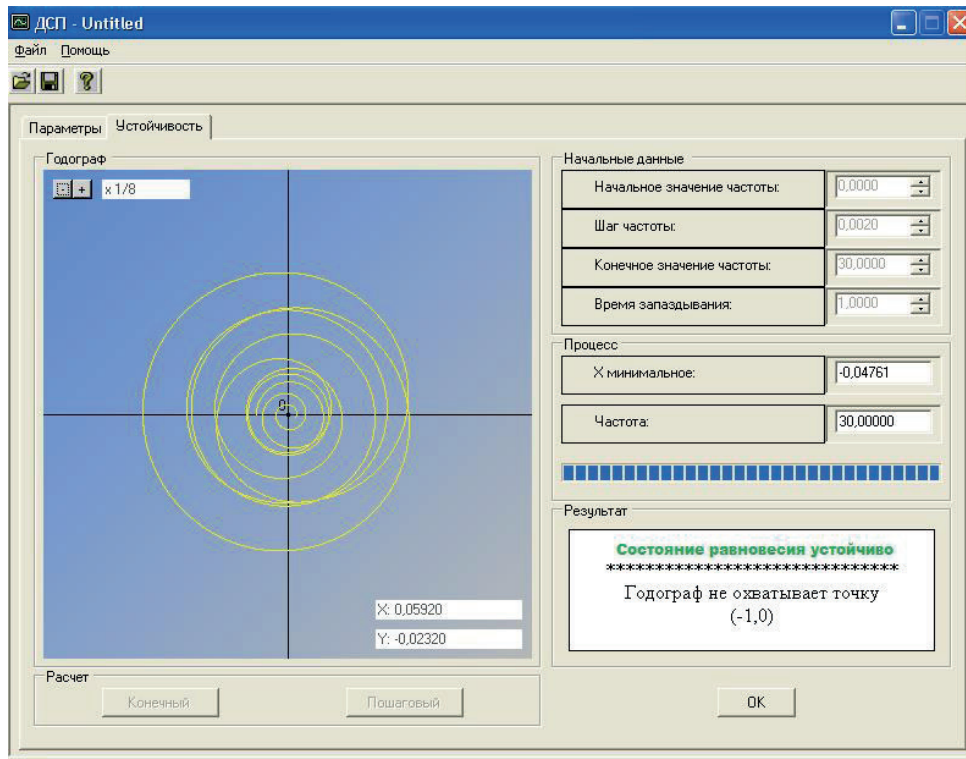 ДСП - Untitled
Файл Помощь
Параметры Устойчивость
Годограф
- + x 1/8
0
X: 0,05920
Y: -0,02320
Расчет
Конечный Пошаговый
Начальные данные
Начальное значение частоты: 0,0000
Шаг частоты: 0,0020
Конечное значение частоты: 30,0000
Время запаздывания: 1,0000
Процесс
X минимальное: -0,04761
Частота: 30,00000
Результат
Состояние равновесия устойчиво
******************************
Годограф не охватывает точку
(-1,0)
OK